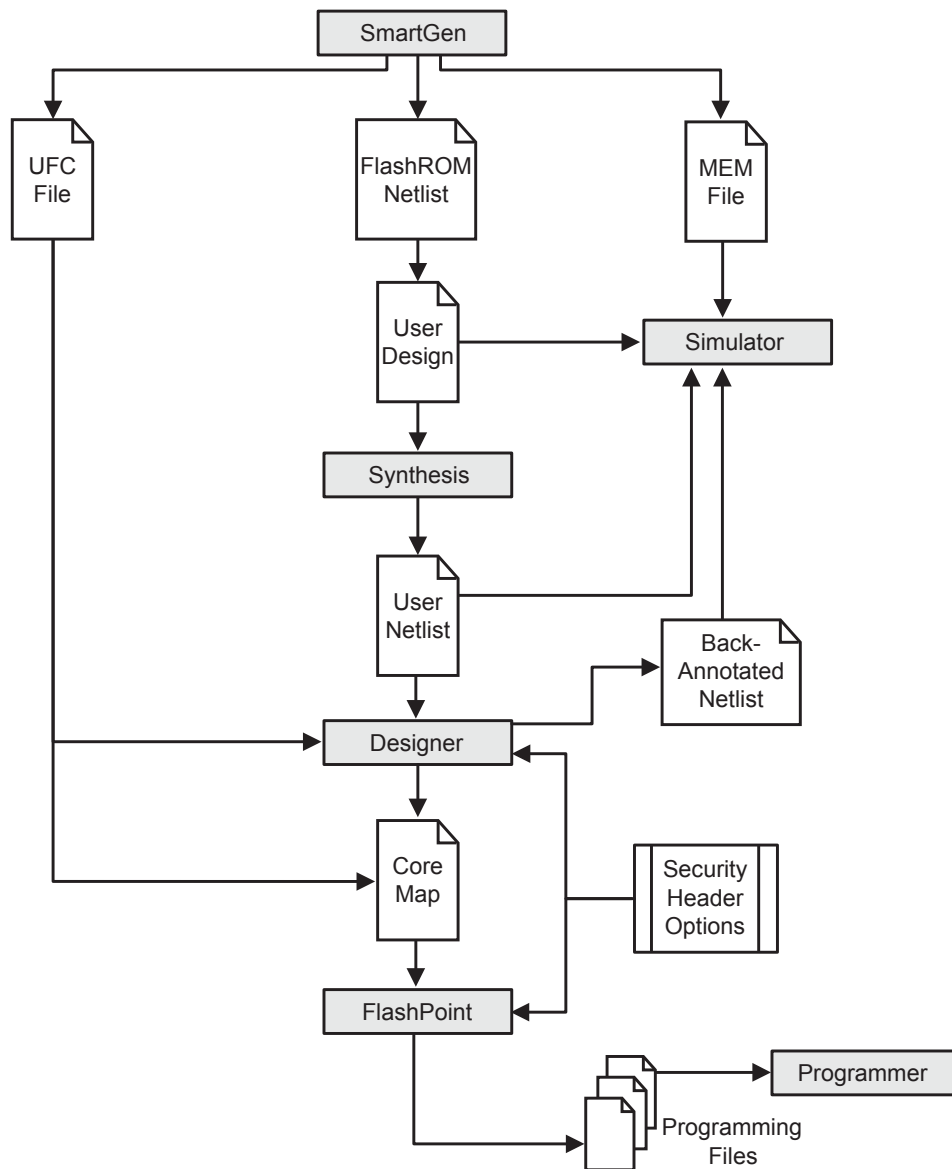 SmartGen
UFC
File
FlashROM
Netlist
MEM
File
User
Design
Simulator
Synthesis
User
Netlist
Back-
Annotated
Netlist
Designer
Core
Map
Security
Header
Options
FlashPoint
Programmer
Programming
Files